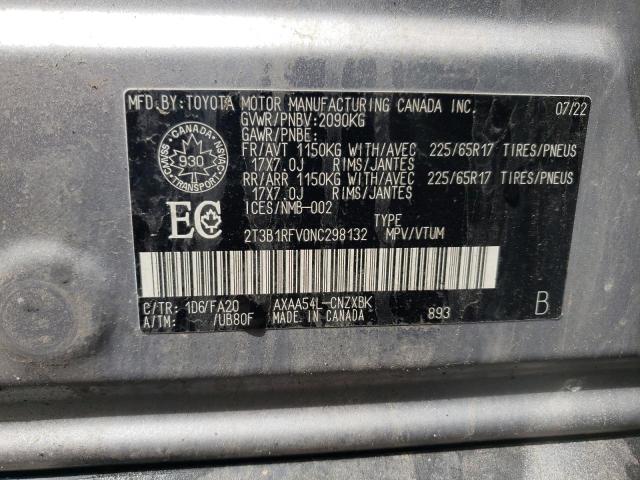 MFD.BY:TOYOTA MOTOR MANUFACTURING CANADA INC. 07/22
GVWR/PNBV:2090KG
GAWR/PNBE:
FR/AVT 1150KG WITH/AVEC 225/65R17 TIRES/PNEUS
17X7.0J RIMS/JANTES
RR/ARR 1150KG WITH/AVEC 225/65R17 TIRES/PNEUS
17X7.0J RIMS/JANTES
ICES/NMB-002
TYPE
2T3B1RFV0NC298132 MPV/VTUM
CANADA
CMVSS
NSVAC
930
TRANSPORT
EC
C/TR: 1D6/FA20 AXAA54L-CNZXBK 893 B
A/TM: /UB80F MADE IN CANADA